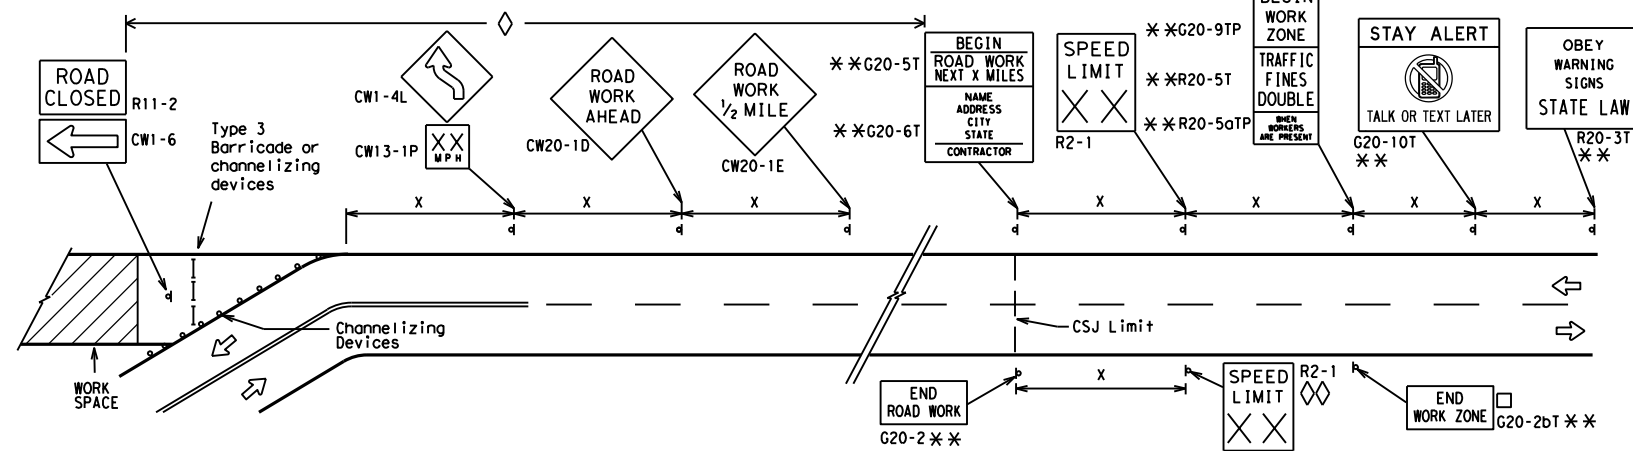 ROAD
CLOSED
R11-2
CW1-6
Type 3
Barricade or
channelizing
devices
CW1-4L
XX
MPH
CW13-1P
ROAD
WORK
AHEAD
CW20-1D
ROAD
WORK
1/2 MILE
CW20-1E
**G20-5T
BEGIN
ROAD WORK
NEXT X MILES
**G20-6T
NAME
ADDRESS
CITY
STATE
CONTRACTOR
SPEED
LIMIT
XX
R2-1
**G20-9TP
BEGIN
WORK
ZONE
**R20-5T
TRAFFIC
FINES
DOUBLE
**R20-5aTP
WHEN
WORKERS
ARE PRESENT
STAY ALERT
TALK OR TEXT LATER
G20-10T
**
OBEY
WARNING
SIGNS
STATE LAW
R20-3T
**
X
X
X
X
X
X
X
Channelizing
Devices
WORK
SPACE
CSJ Limit
END
ROAD WORK
G20-2**
X
SPEED
LIMIT
XX
R2-1
END
WORK ZONE
G20-2bT**